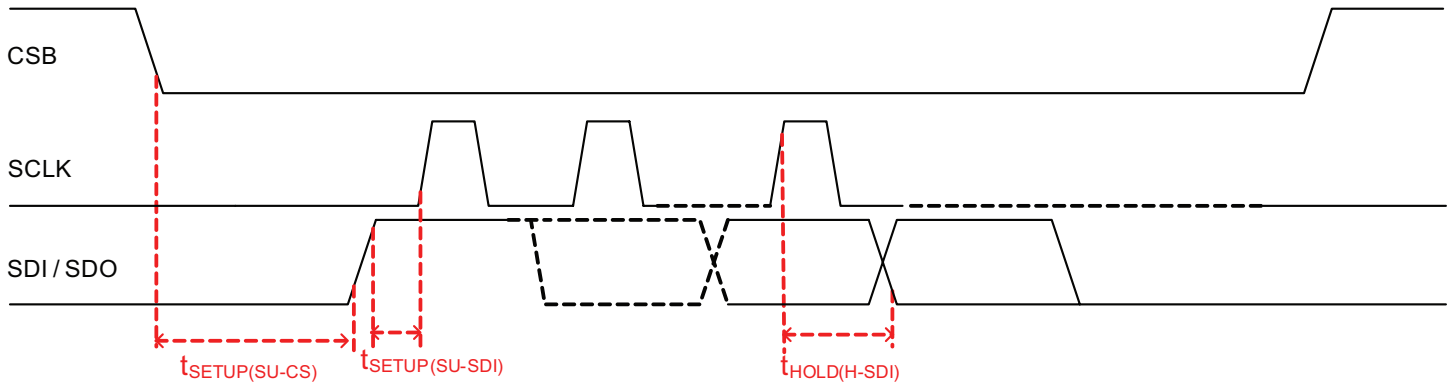 CSB
SCLK
SDI / SDO
tSETUP(SU-CS)
tSETUP(SU-SDI)
tHOLD(H-SDI)